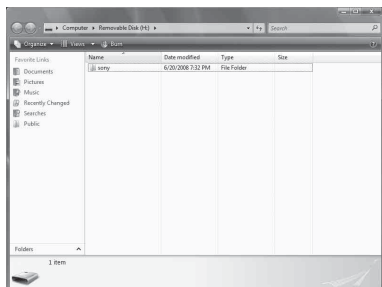 Computer ▸ Removable Disk (H:) ▸ Search
Organize Views Burn
Favorite Links
Documents
Pictures
Music
Recently Changed
Searches
Public
Folders
Name Date modified Type Size
sony 6/20/2008 7:32 PM File Folder
1 item